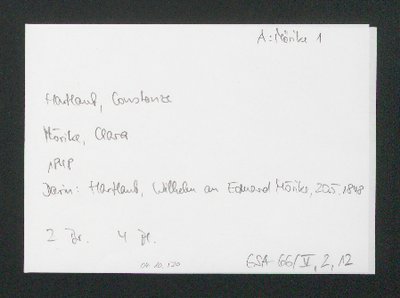 A: Mörike 1
Hartlaub, Constanze
Mörike, Clara
1848
Darin: Hartlaub, Wilhelm an Eduard Mörike, 20.5.1848
2 Br. 4 Bl.
GSA 66/IV, 2, 12